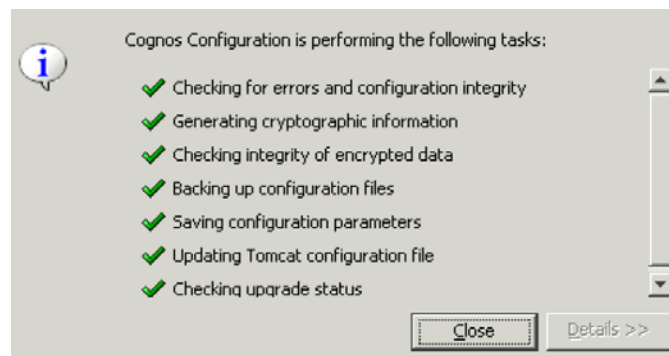 Cognos Configuration is performing the following tasks:
Checking for errors and configuration integrity
Generating cryptographic information
Checking integrity of encrypted data
Backing up configuration files
Saving configuration parameters
Updating Tomcat configuration file
Checking upgrade status
Close
Details >>